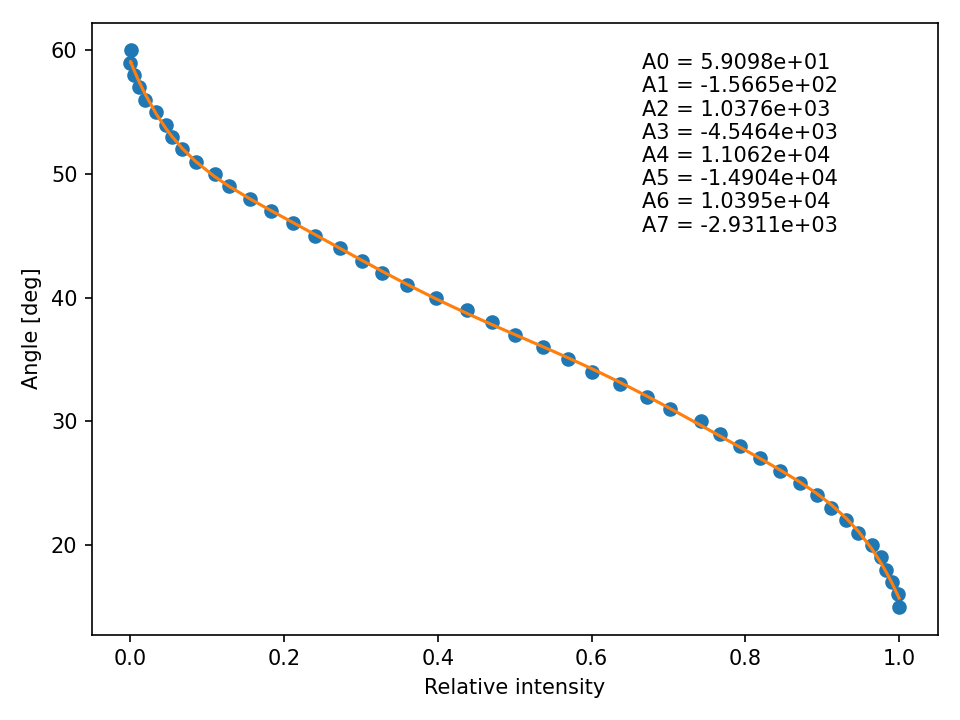 60
50
40
30
20
Angle [deg]
A0 = 5.9098e+01
A1 = -1.5665e+02
A2 = 1.0376e+03
A3 = -4.5464e+03
A4 = 1.1062e+04
A5 = -1.4904e+04
A6 = 1.0395e+04
A7 = -2.9311e+03
0.0 0.2 0.4 0.6 0.8 1.0
Relative intensity